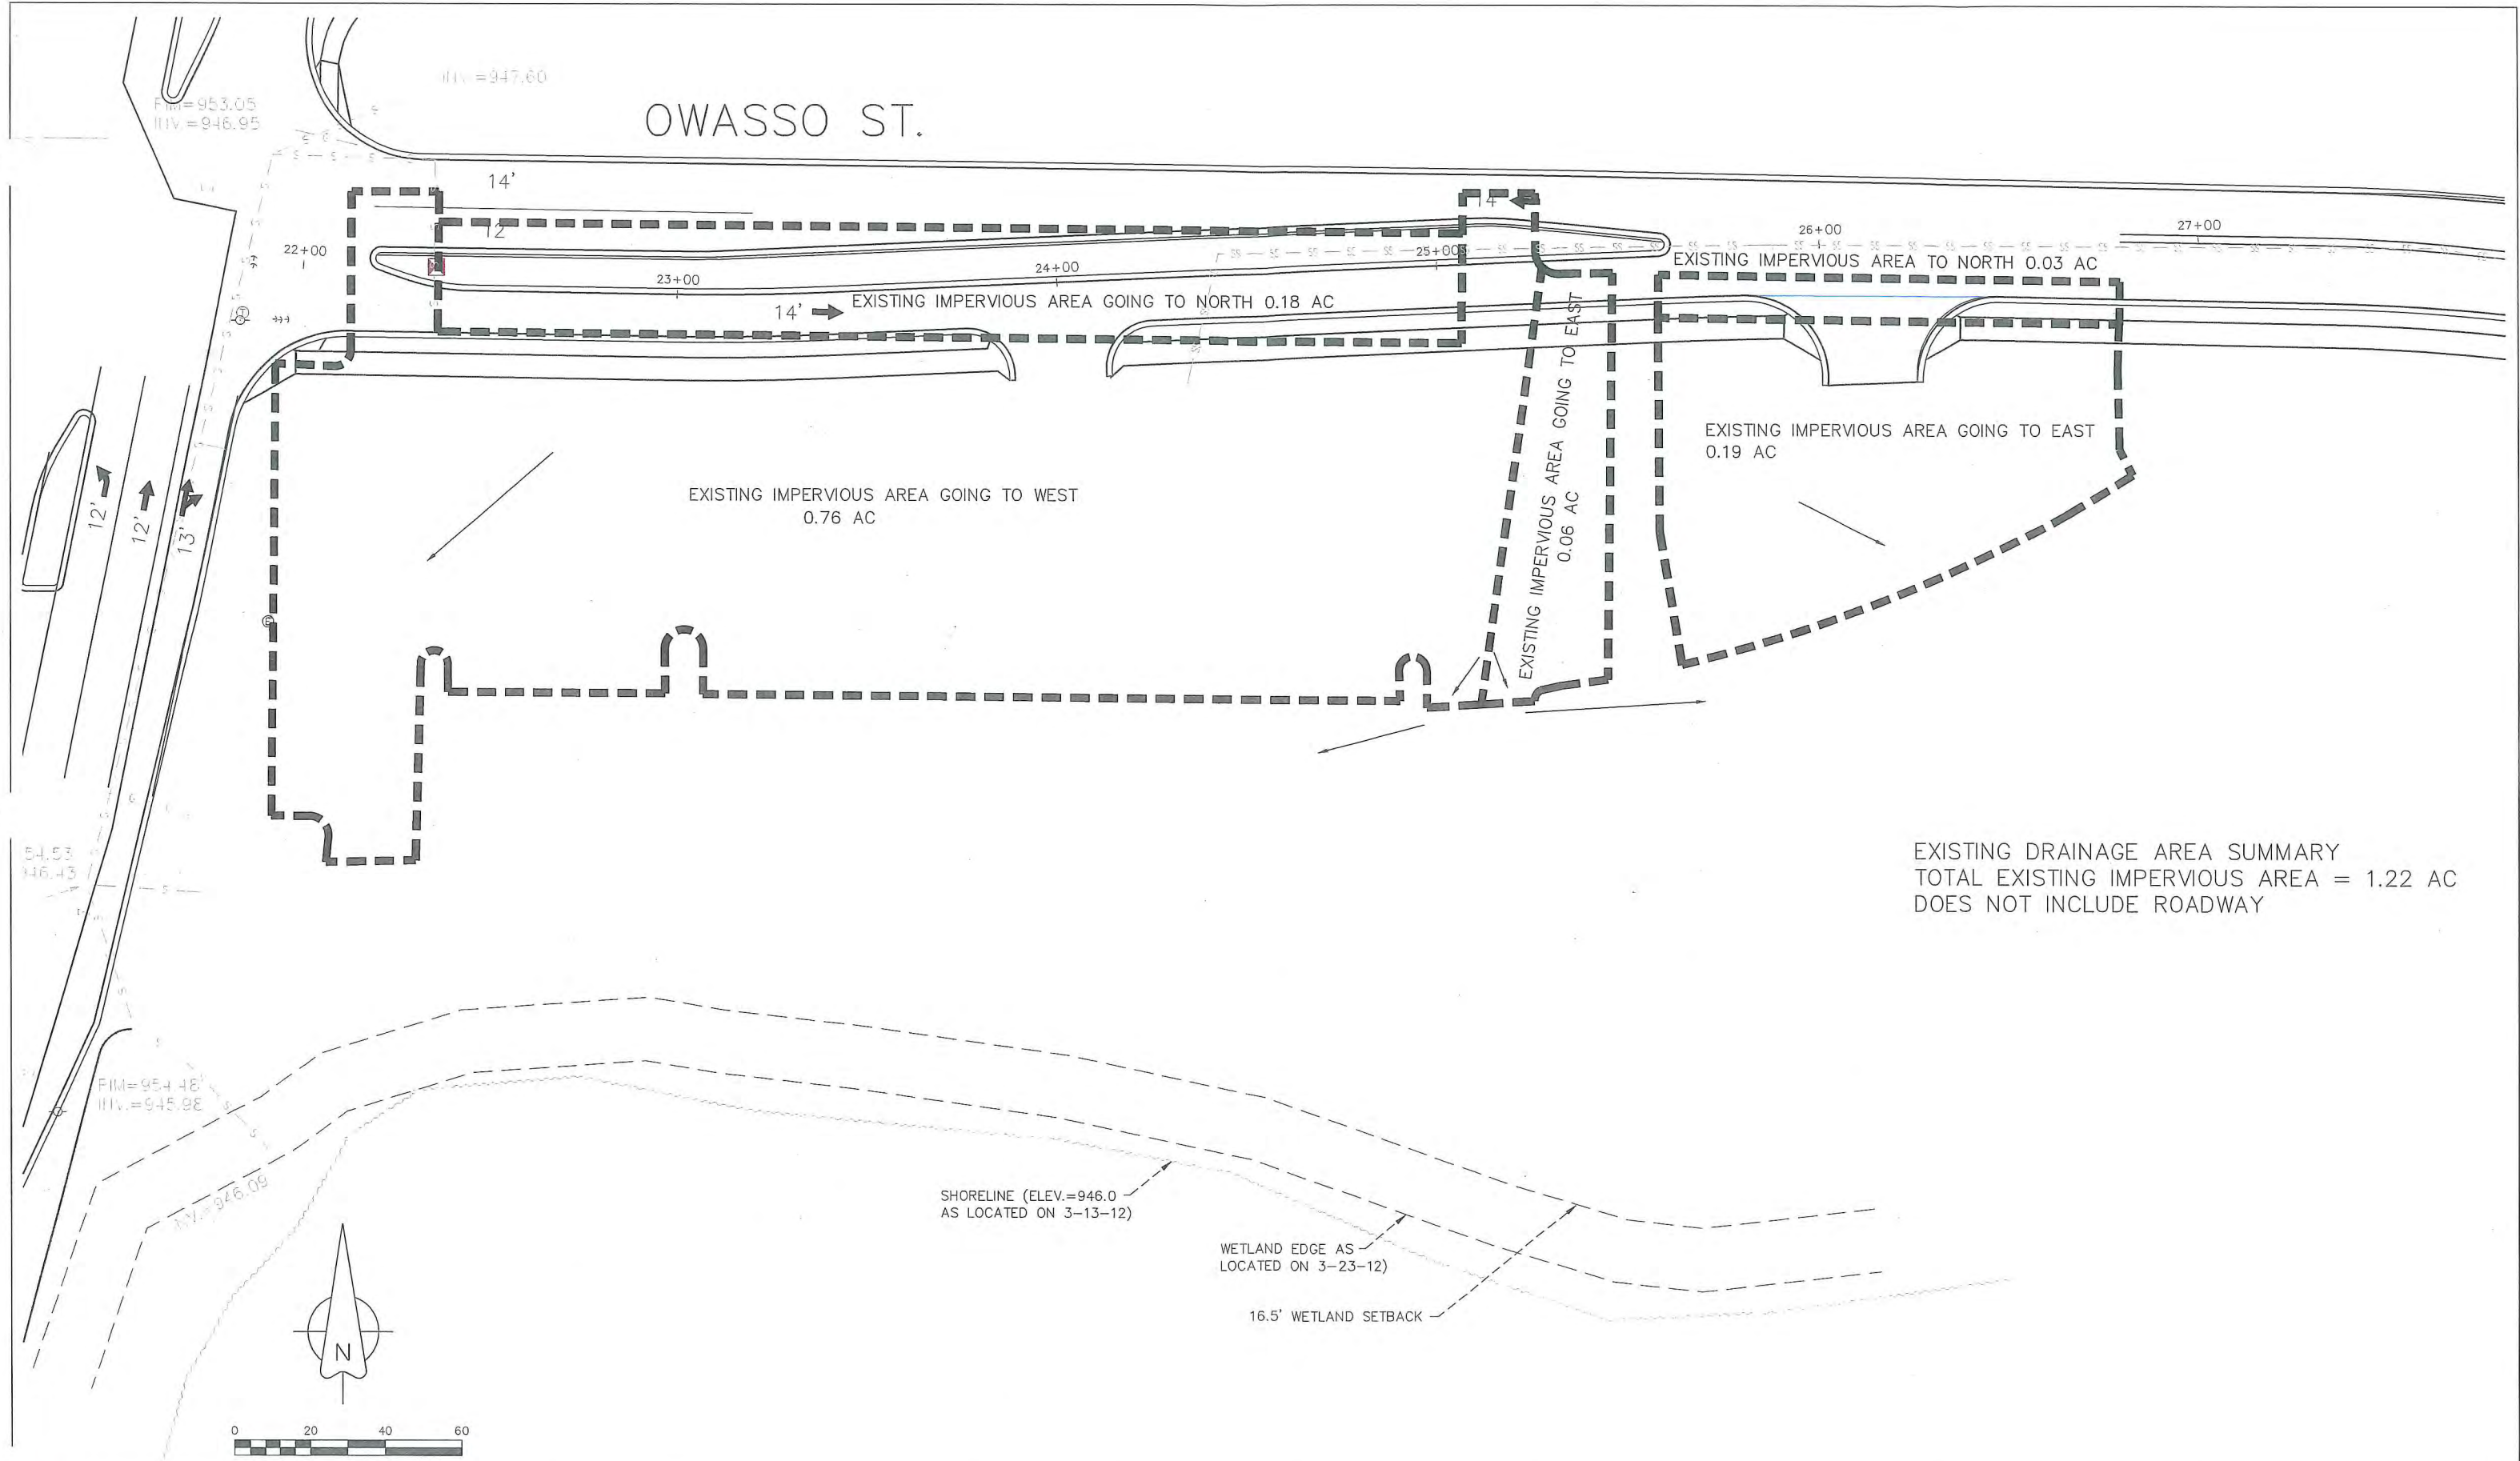 INV.=947.60
RIM=953.05
INV.=946.95
OWASSO ST.
14'
12'
14'
22+00
23+00
24+00
25+00
26+00
27+00
EXISTING IMPERVIOUS AREA TO NORTH 0.03 AC
14'
EXISTING IMPERVIOUS AREA GOING TO NORTH 0.18 AC
EXISTING IMPERVIOUS AREA GOING TO EAST
0.06 AC
EXISTING IMPERVIOUS AREA GOING TO EAST
0.19 AC
EXISTING IMPERVIOUS AREA GOING TO WEST
0.76 AC
12'
12'
13'
54.53
946.43
EXISTING DRAINAGE AREA SUMMARY
TOTAL EXISTING IMPERVIOUS AREA = 1.22 AC
DOES NOT INCLUDE ROADWAY
RIM=954.48
INV.=945.98
INV.=946.09
SHORELINE (ELEV.=946.0
AS LOCATED ON 3-13-12)
WETLAND EDGE AS
LOCATED ON 3-23-12)
16.5' WETLAND SETBACK
N
0 20 40 60